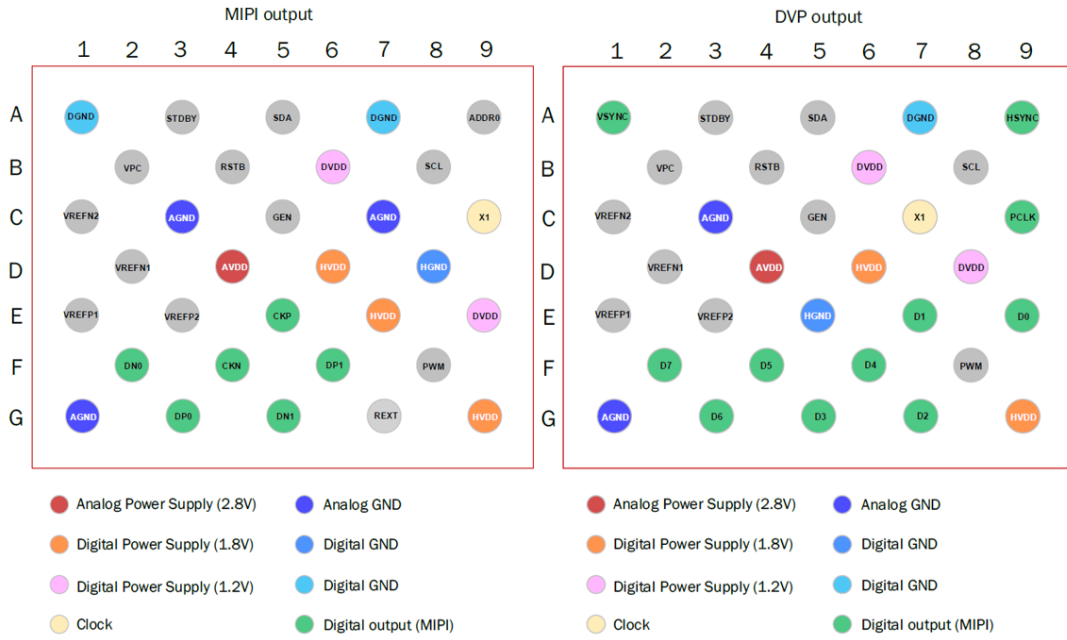 MIPI output DVP output
1 2 3 4 5 6 7 8 9 1 2 3 4 5 6 7 8 9
A DGND STDBY SDA DGND ADDR0 A VSYNC STDBY SDA DGND HSYNC
B VPC RSTB DVDD SCL B VPC RSTB DVDD SCL
C VREFN2 AGND GEN AGND X1 C VREFN2 AGND GEN X1 PCLK
D VREFN1 AVDD HVDD HGND D VREFN1 AVDD HVDD DVDD
E VREFP1 VREFP2 CKP HVDD DVDD E VREFP1 VREFP2 HGND D1 D0
F DN0 CKN DP1 PWM F D7 D5 D4 PWM
G AGND DP0 DN1 REXT HVDD G AGND D6 D3 D2 HVDD
Analog Power Supply (2.8V) Analog GND Analog Power Supply (2.8V) Analog GND
Digital Power Supply (1.8V) Digital GND Digital Power Supply (1.8V) Digital GND
Digital Power Supply (1.2V) Digital GND Digital Power Supply (1.2V) Digital GND
Clock Digital output (MIPI) Clock Digital output (MIPI)